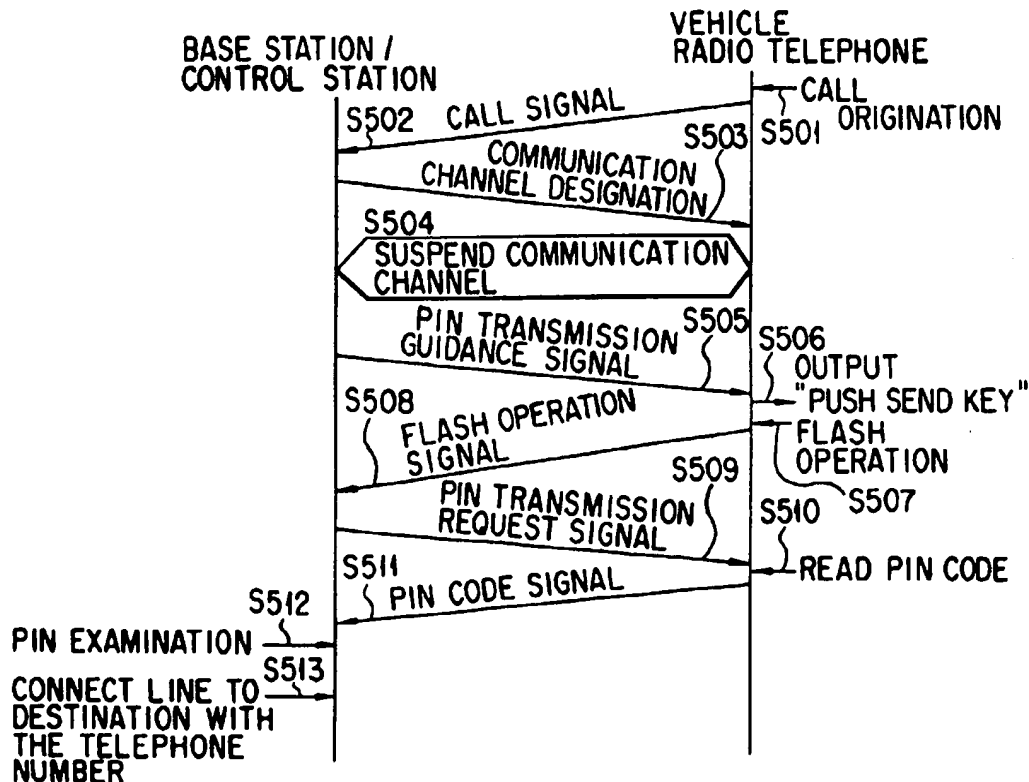 BASE STATION /
CONTROL STATION
VEHICLE
RADIO TELEPHONE
CALL
ORIGINATION
S501
S502
CALL SIGNAL
S503
COMMUNICATION
CHANNEL DESIGNATION
S504
SUSPEND COMMUNICATION
CHANNEL
PIN TRANSMISSION
GUIDANCE SIGNAL
S505
S506
OUTPUT
"PUSH SEND KEY"
S508
FLASH OPERATION
SIGNAL
FLASH
OPERATION
S507
PIN TRANSMISSION
REQUEST SIGNAL
S509
S510
READ PIN CODE
S511
PIN CODE SIGNAL
S512
PIN EXAMINATION
S513
CONNECT LINE TO
DESTINATION WITH
THE TELEPHONE
NUMBER